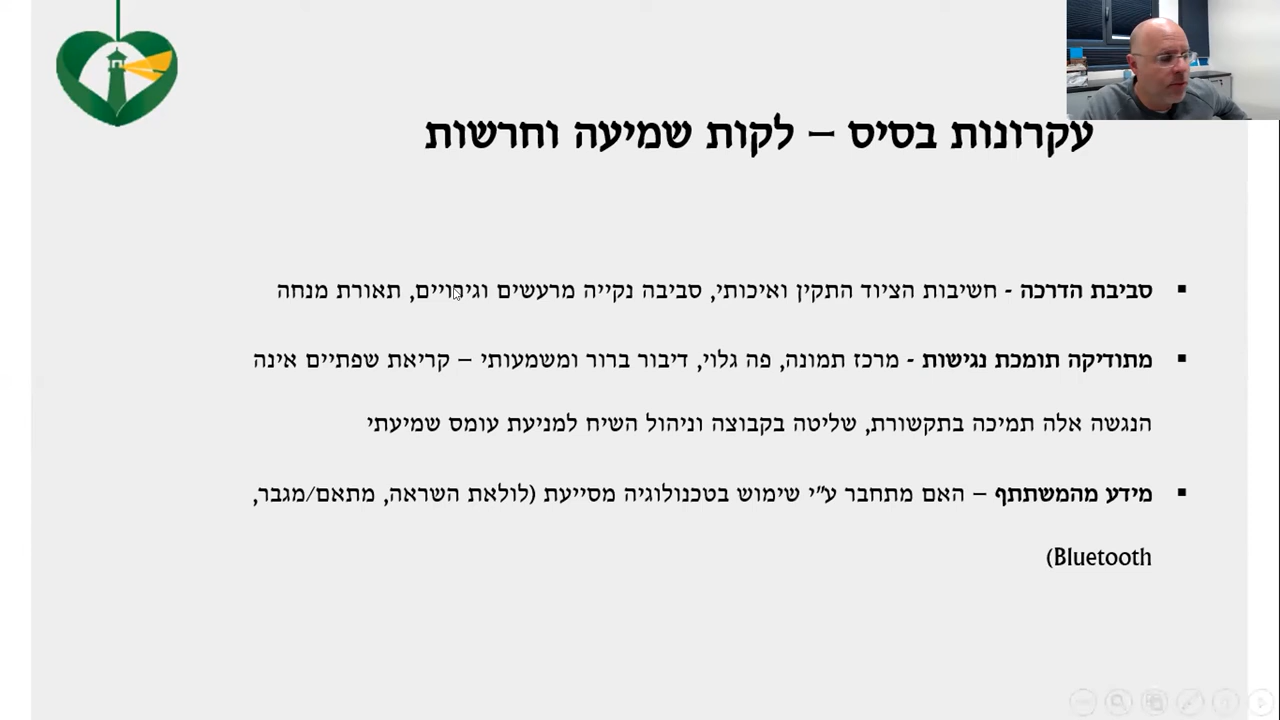 עקרונות בסיס – לקות שמיעה וחרשות
סביבת הדרכה - חשיבות הציוד התקין ואיכותי, סביבה נקייה מרעשים וגירויים, תאורת מנחה
מתודיקה תומכת נגישות - מרכז תמונה, פה גלוי, דיבור ברור ומשמעותי – קריאת שפתיים אינה
הנגשה אלה תמיכה בתקשורת, שליטה בקבוצה וניהול השיח למניעת עומס שמיעתי
מידע מהמשתתף – האם מתחבר ע"י שימוש בטכנולוגיה מסייעת (לולאת השראה, מתאם/מגבר,
Bluetooth)